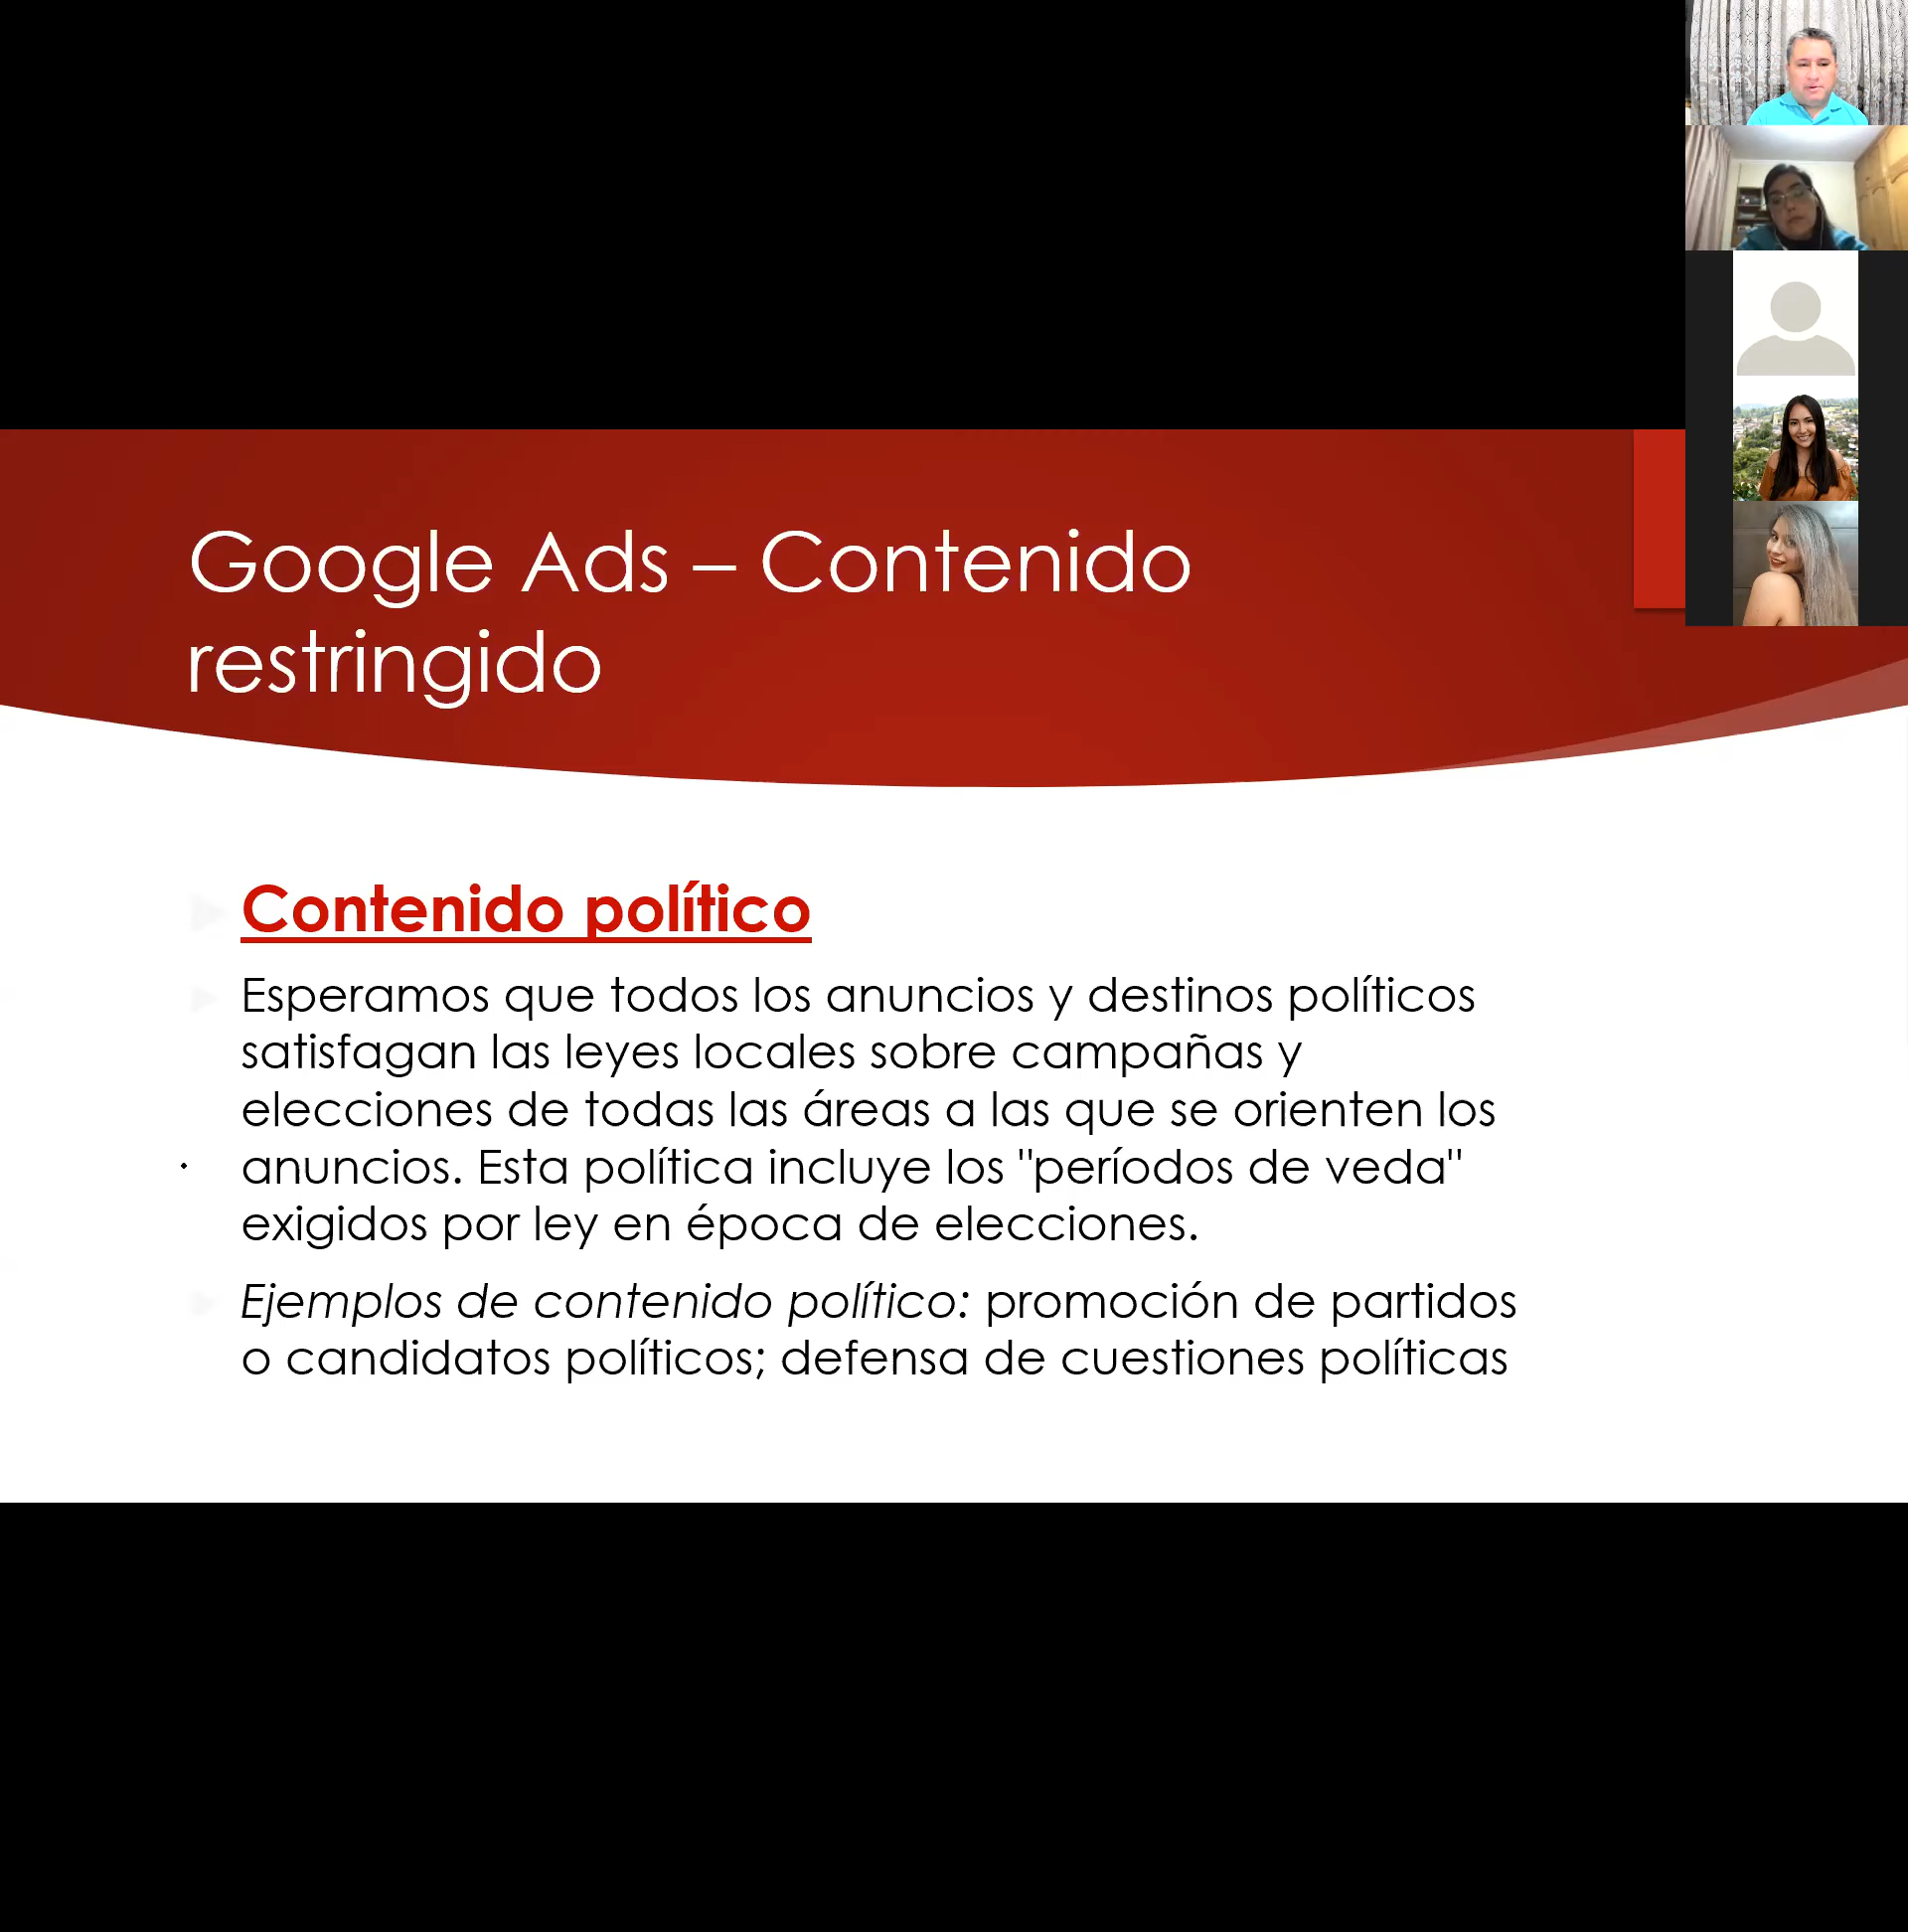 Google Ads – Contenido
restringido
Contenido político
Esperamos que todos los anuncios y destinos políticos
satisfagan las leyes locales sobre campañas y
elecciones de todas las áreas a las que se orienten los
anuncios. Esta política incluye los "períodos de veda"
exigidos por ley en época de elecciones.
Ejemplos de contenido político: promoción de partidos
o candidatos políticos; defensa de cuestiones políticas